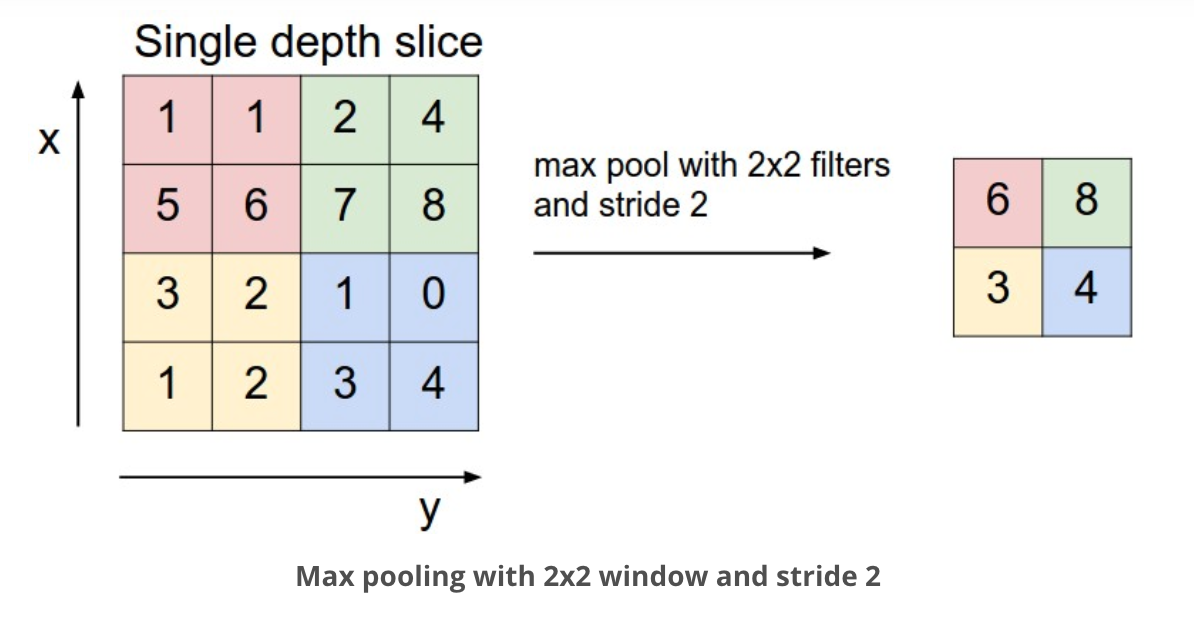 Single depth slice
x
1 1 2 4
5 6 7 8
3 2 1 0
1 2 3 4
y
max pool with 2x2 filters
and stride 2
6 8
3 4
Max pooling with 2x2 window and stride 2